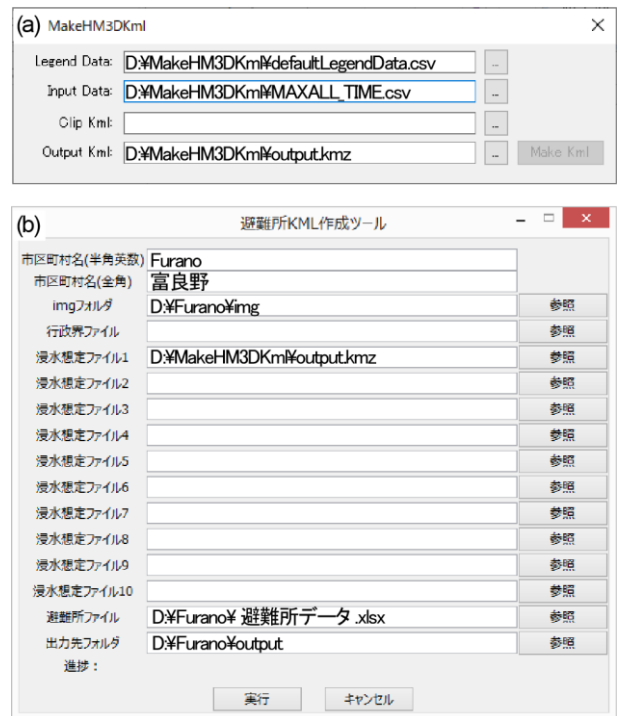 (a) MakeHM3DKml ×
Legend Data: D:¥MakeHM3DKml¥defaultLegendData.csv ...
Input Data: D:¥MakeHM3DKml¥MAXALL_TIME.csv ...
Clip Kml: ...
Output Kml: D:¥MakeHM3DKml¥output.kmz ... Make Kml
(b) 避難所KML作成ツール
市区町村名(半角英数) Furano
市区町村名(全角) 富良野
imgフォルダ D:¥Furano¥img 参照
行政界ファイル 参照
浸水想定ファイル1 D:¥MakeHM3DKml¥output.kmz 参照
浸水想定ファイル2 参照
浸水想定ファイル3 参照
浸水想定ファイル4 参照
浸水想定ファイル5 参照
浸水想定ファイル6 参照
浸水想定ファイル7 参照
浸水想定ファイル8 参照
浸水想定ファイル9 参照
浸水想定ファイル10 参照
避難所ファイル D:¥Furano¥ 避難所データ.xlsx 参照
出力先フォルダ D:¥Furano¥output 参照
進捗：
実行 キャンセル